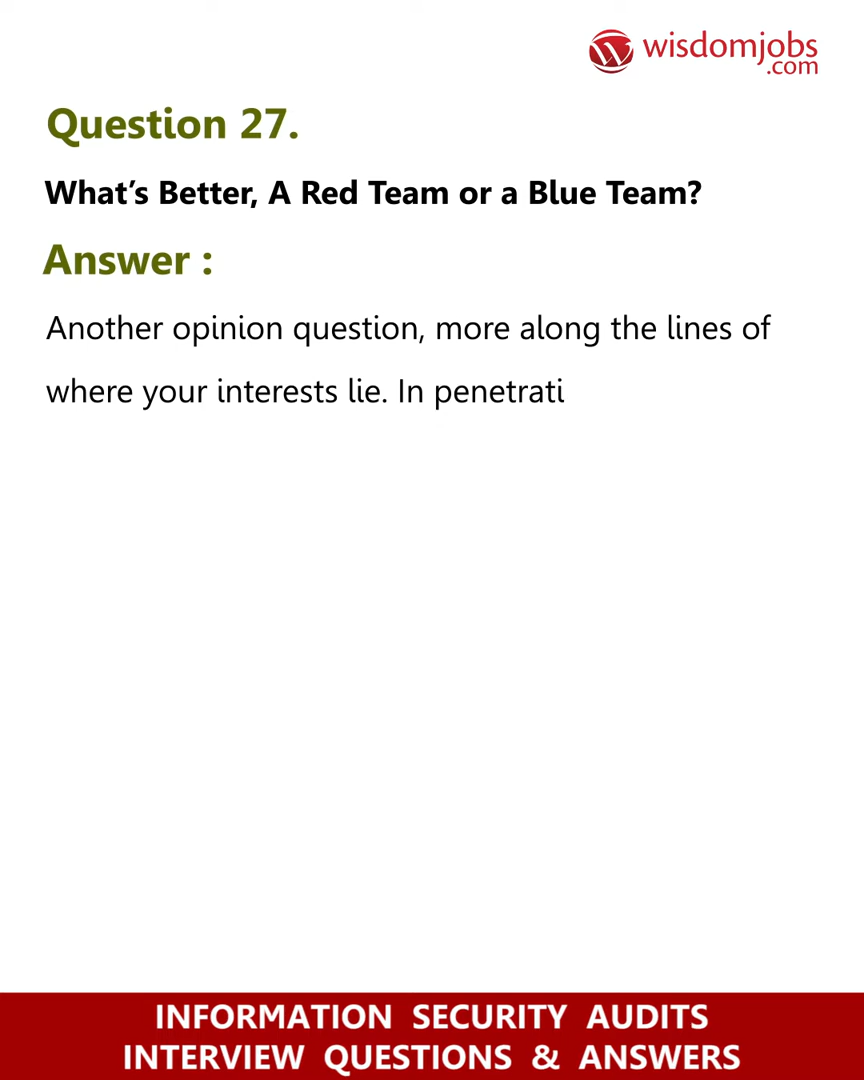 wisdomjobs
.com
Question 27.
What’s Better, A Red Team or a Blue Team?
Answer :
Another opinion question, more along the lines of
where your interests lie. In penetrati
INFORMATION SECURITY AUDITS
INTERVIEW QUESTIONS & ANSWERS